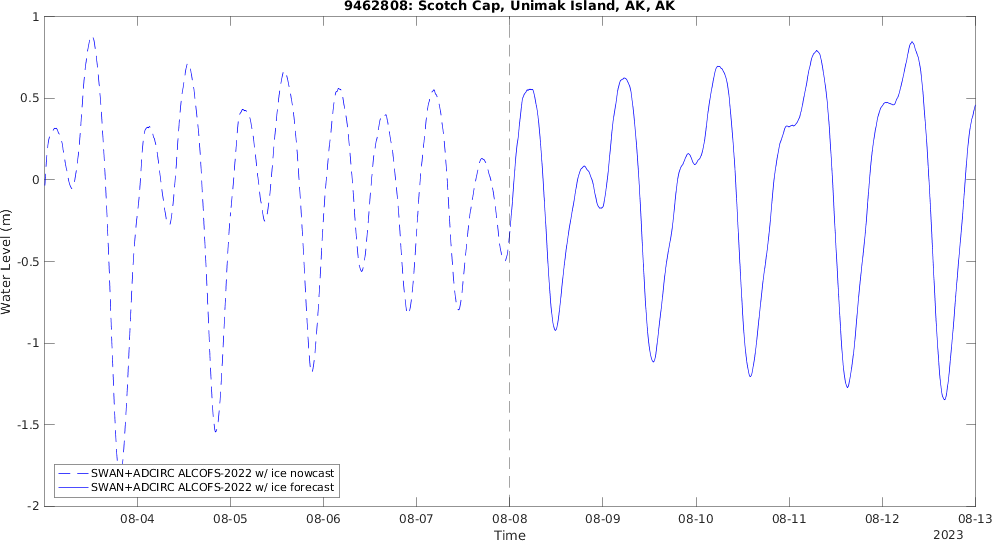 9462808: Scotch Cap, Unimak Island, AK, AK
Water Level (m)
1
0.5
0
-0.5
-1
-1.5
-2
SWAN+ADCIRC ALCOFS-2022 w/ ice nowcast
SWAN+ADCIRC ALCOFS-2022 w/ ice forecast
08-04 08-05 08-06 08-07 08-08 08-09 08-10 08-11 08-12 08-13
Time
2023